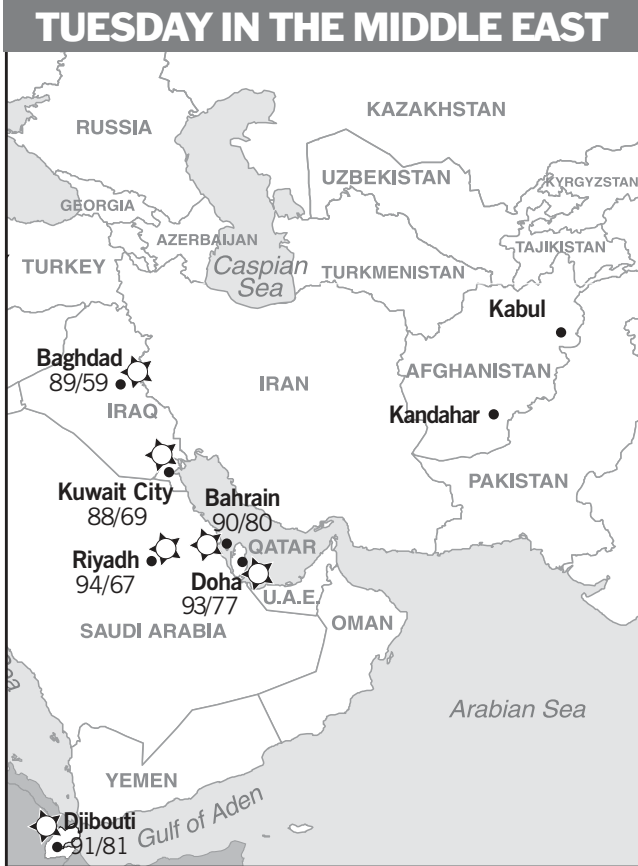 TUESDAY IN THE MIDDLE EAST
KAZAKHSTAN
RUSSIA
UZBEKISTAN
KYRGYZSTAN
GEORGIA
AZERBAIJAN
TAJIKISTAN
TURKEY
Caspian
Sea
TURKMENISTAN
Kabul
Baghdad
89/59
IRAN
AFGHANISTAN
IRAQ
Kandahar
PAKISTAN
Kuwait City
88/69
Bahrain
90/80
QATAR
Riyadh
94/67
Doha
93/77
U.A.E.
SAUDI ARABIA
OMAN
Arabian Sea
YEMEN
Djibouti
91/81
Gulf of Aden